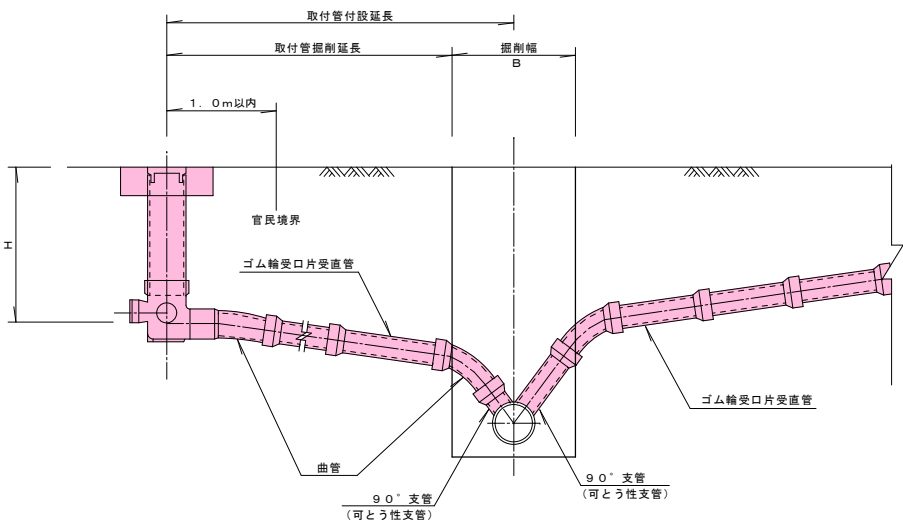 取付管付設延長
取付管掘削延長
掘削幅
B
1．0m以内
H
官民境界
ゴム輪受口片受直管
ゴム輪受口片受直管
曲管
90°支管
(可とう性支管)
90°支管
(可とう性支管)